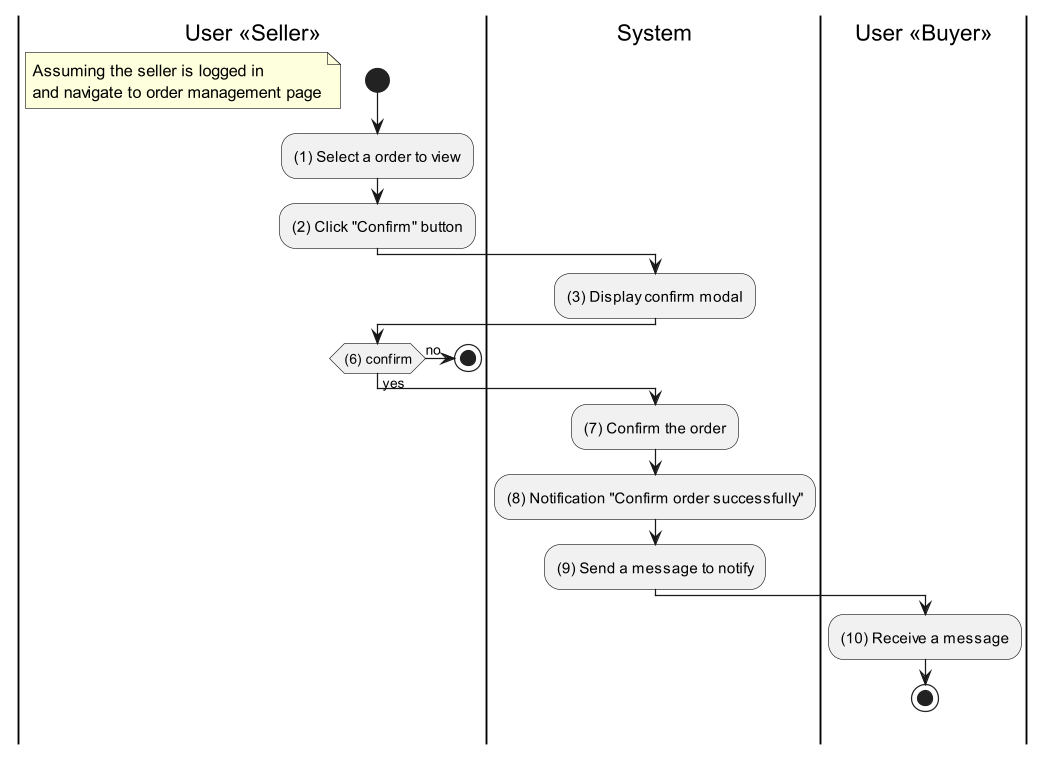 User «Seller»
System
User «Buyer»
Assuming the seller is logged in
and navigate to order management page
(1) Select a order to view
(2) Click "Confirm" button
(3) Display confirm modal
(6) confirm
no
yes
(7) Confirm the order
(8) Notification "Confirm order successfully"
(9) Send a message to notify
(10) Receive a message